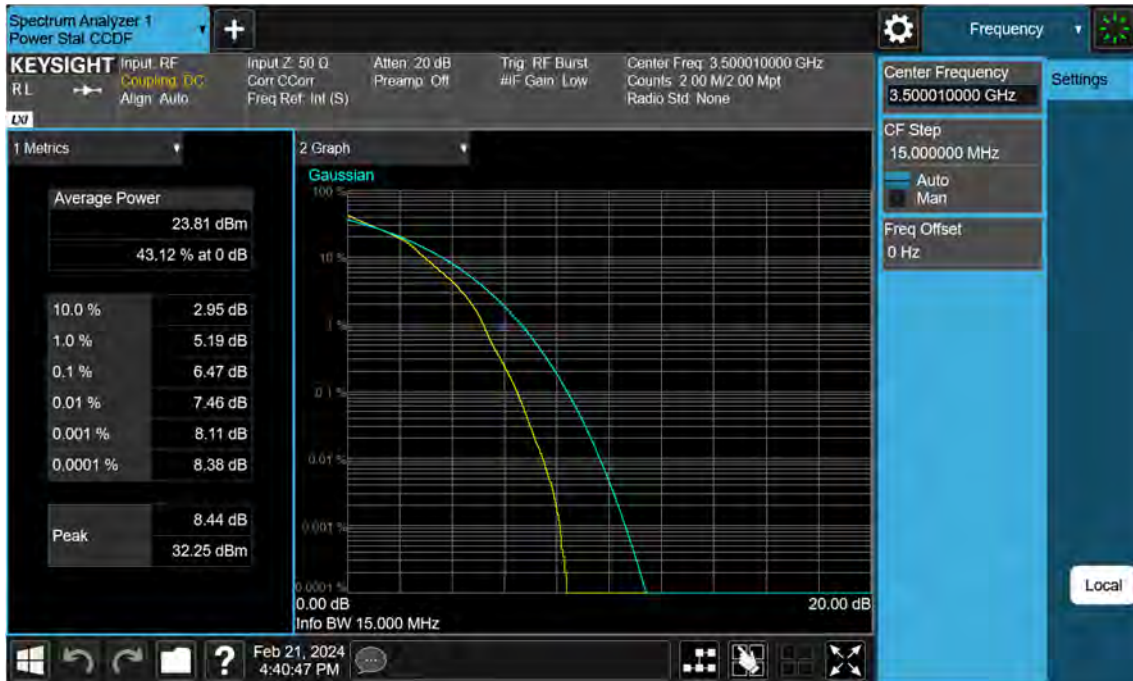 Spectrum Analyzer 1
Power Stat CCDF
Frequency
KEYSIGHT
RL
LXI
Input: RF
Coupling: DC
Align: Auto
Input Z: 50 Ω
Corr CCorr
Freq Ref: Int (S)
Atten: 20 dB
Preamp: Off
Trig: RF Burst
#IF Gain: Low
Center Freq: 3.500010000 GHz
Counts: 2.00 M/2.00 Mpt
Radio Std: None
Center Frequency
3.500010000 GHz
Settings
CF Step
15.000000 MHz
Auto
Man
Freq Offset
0 Hz
1 Metrics
Average Power
23.81 dBm
43.12 % at 0 dB
10.0 % 2.95 dB
1.0 % 5.19 dB
0.1 % 6.47 dB
0.01 % 7.46 dB
0.001 % 8.11 dB
0.0001 % 8.38 dB
Peak
8.44 dB
32.25 dBm
2 Graph
Gaussian
100 %
10 %
1 %
0.1 %
0.01 %
0.001 %
0.0001 %
0.00 dB 20.00 dB
Info BW 15.000 MHz
Local
?
Feb 21, 2024
4:40:47 PM